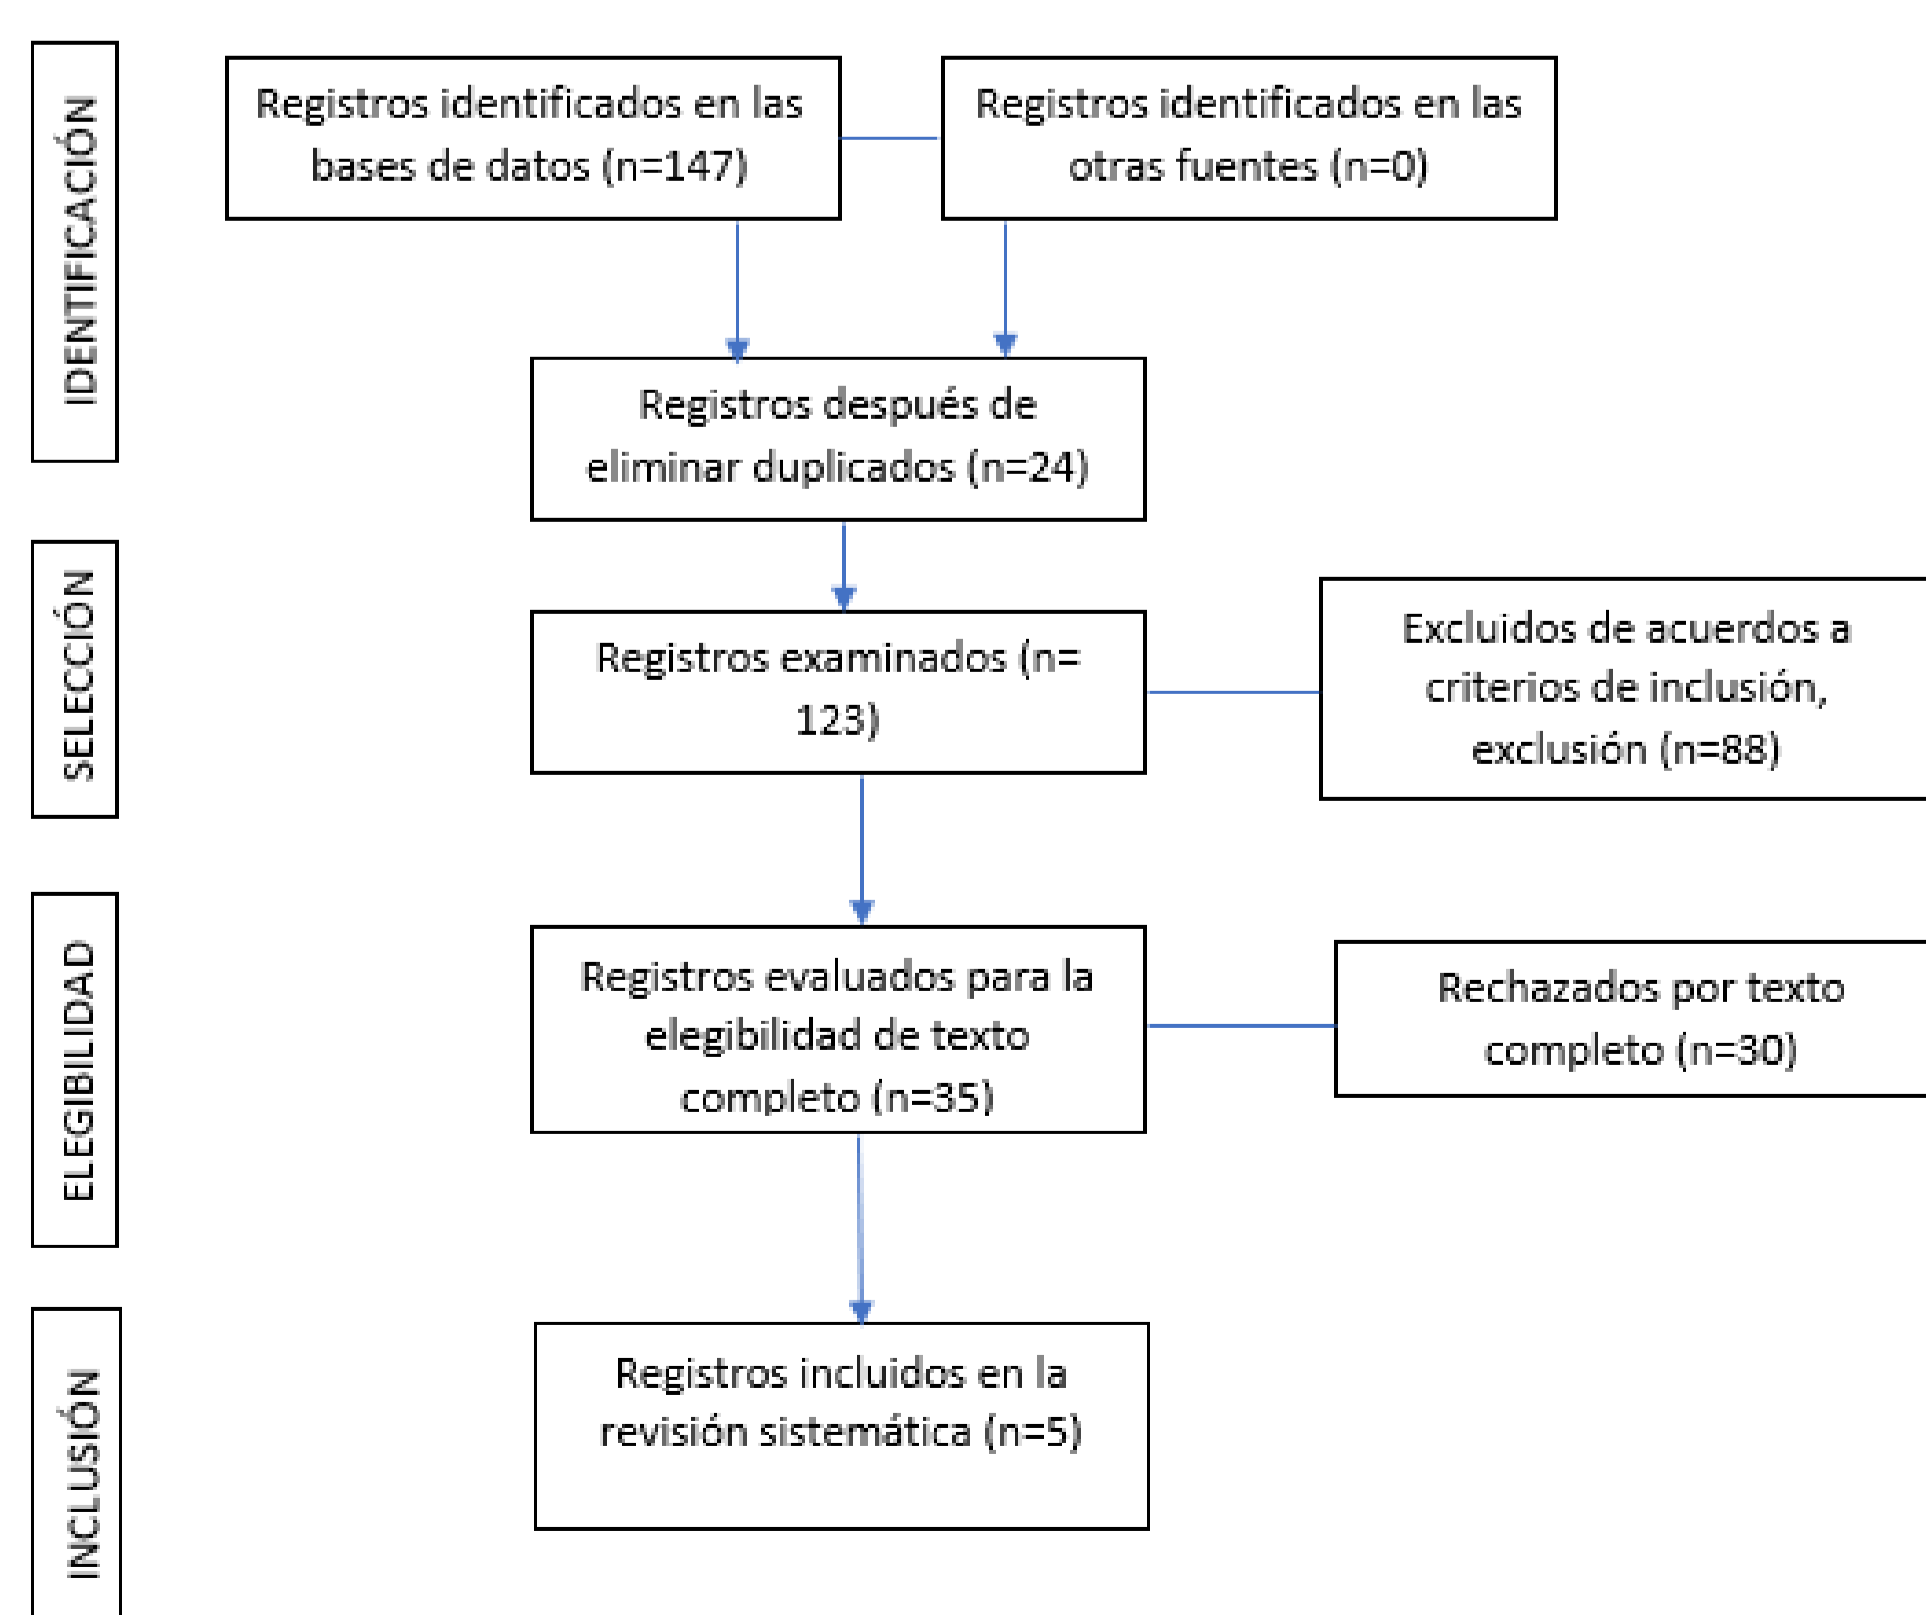 IDENTIFICACIÓN
Registros identificados en las
bases de datos (n=147)
Registros identificados en las
otras fuentes (n=0)
Registros después de
eliminar duplicados (n=24)
SELECCIÓN
Registros examinados (n=
123)
Excluidos de acuerdos a
criterios de inclusión,
exclusión (n=88)
ELEGIBILIDAD
Registros evaluados para la
elegibilidad de texto
completo (n=35)
Rechazados por texto
completo (n=30)
INCLUSIÓN
Registros incluidos en la
revisión sistemática (n=5)